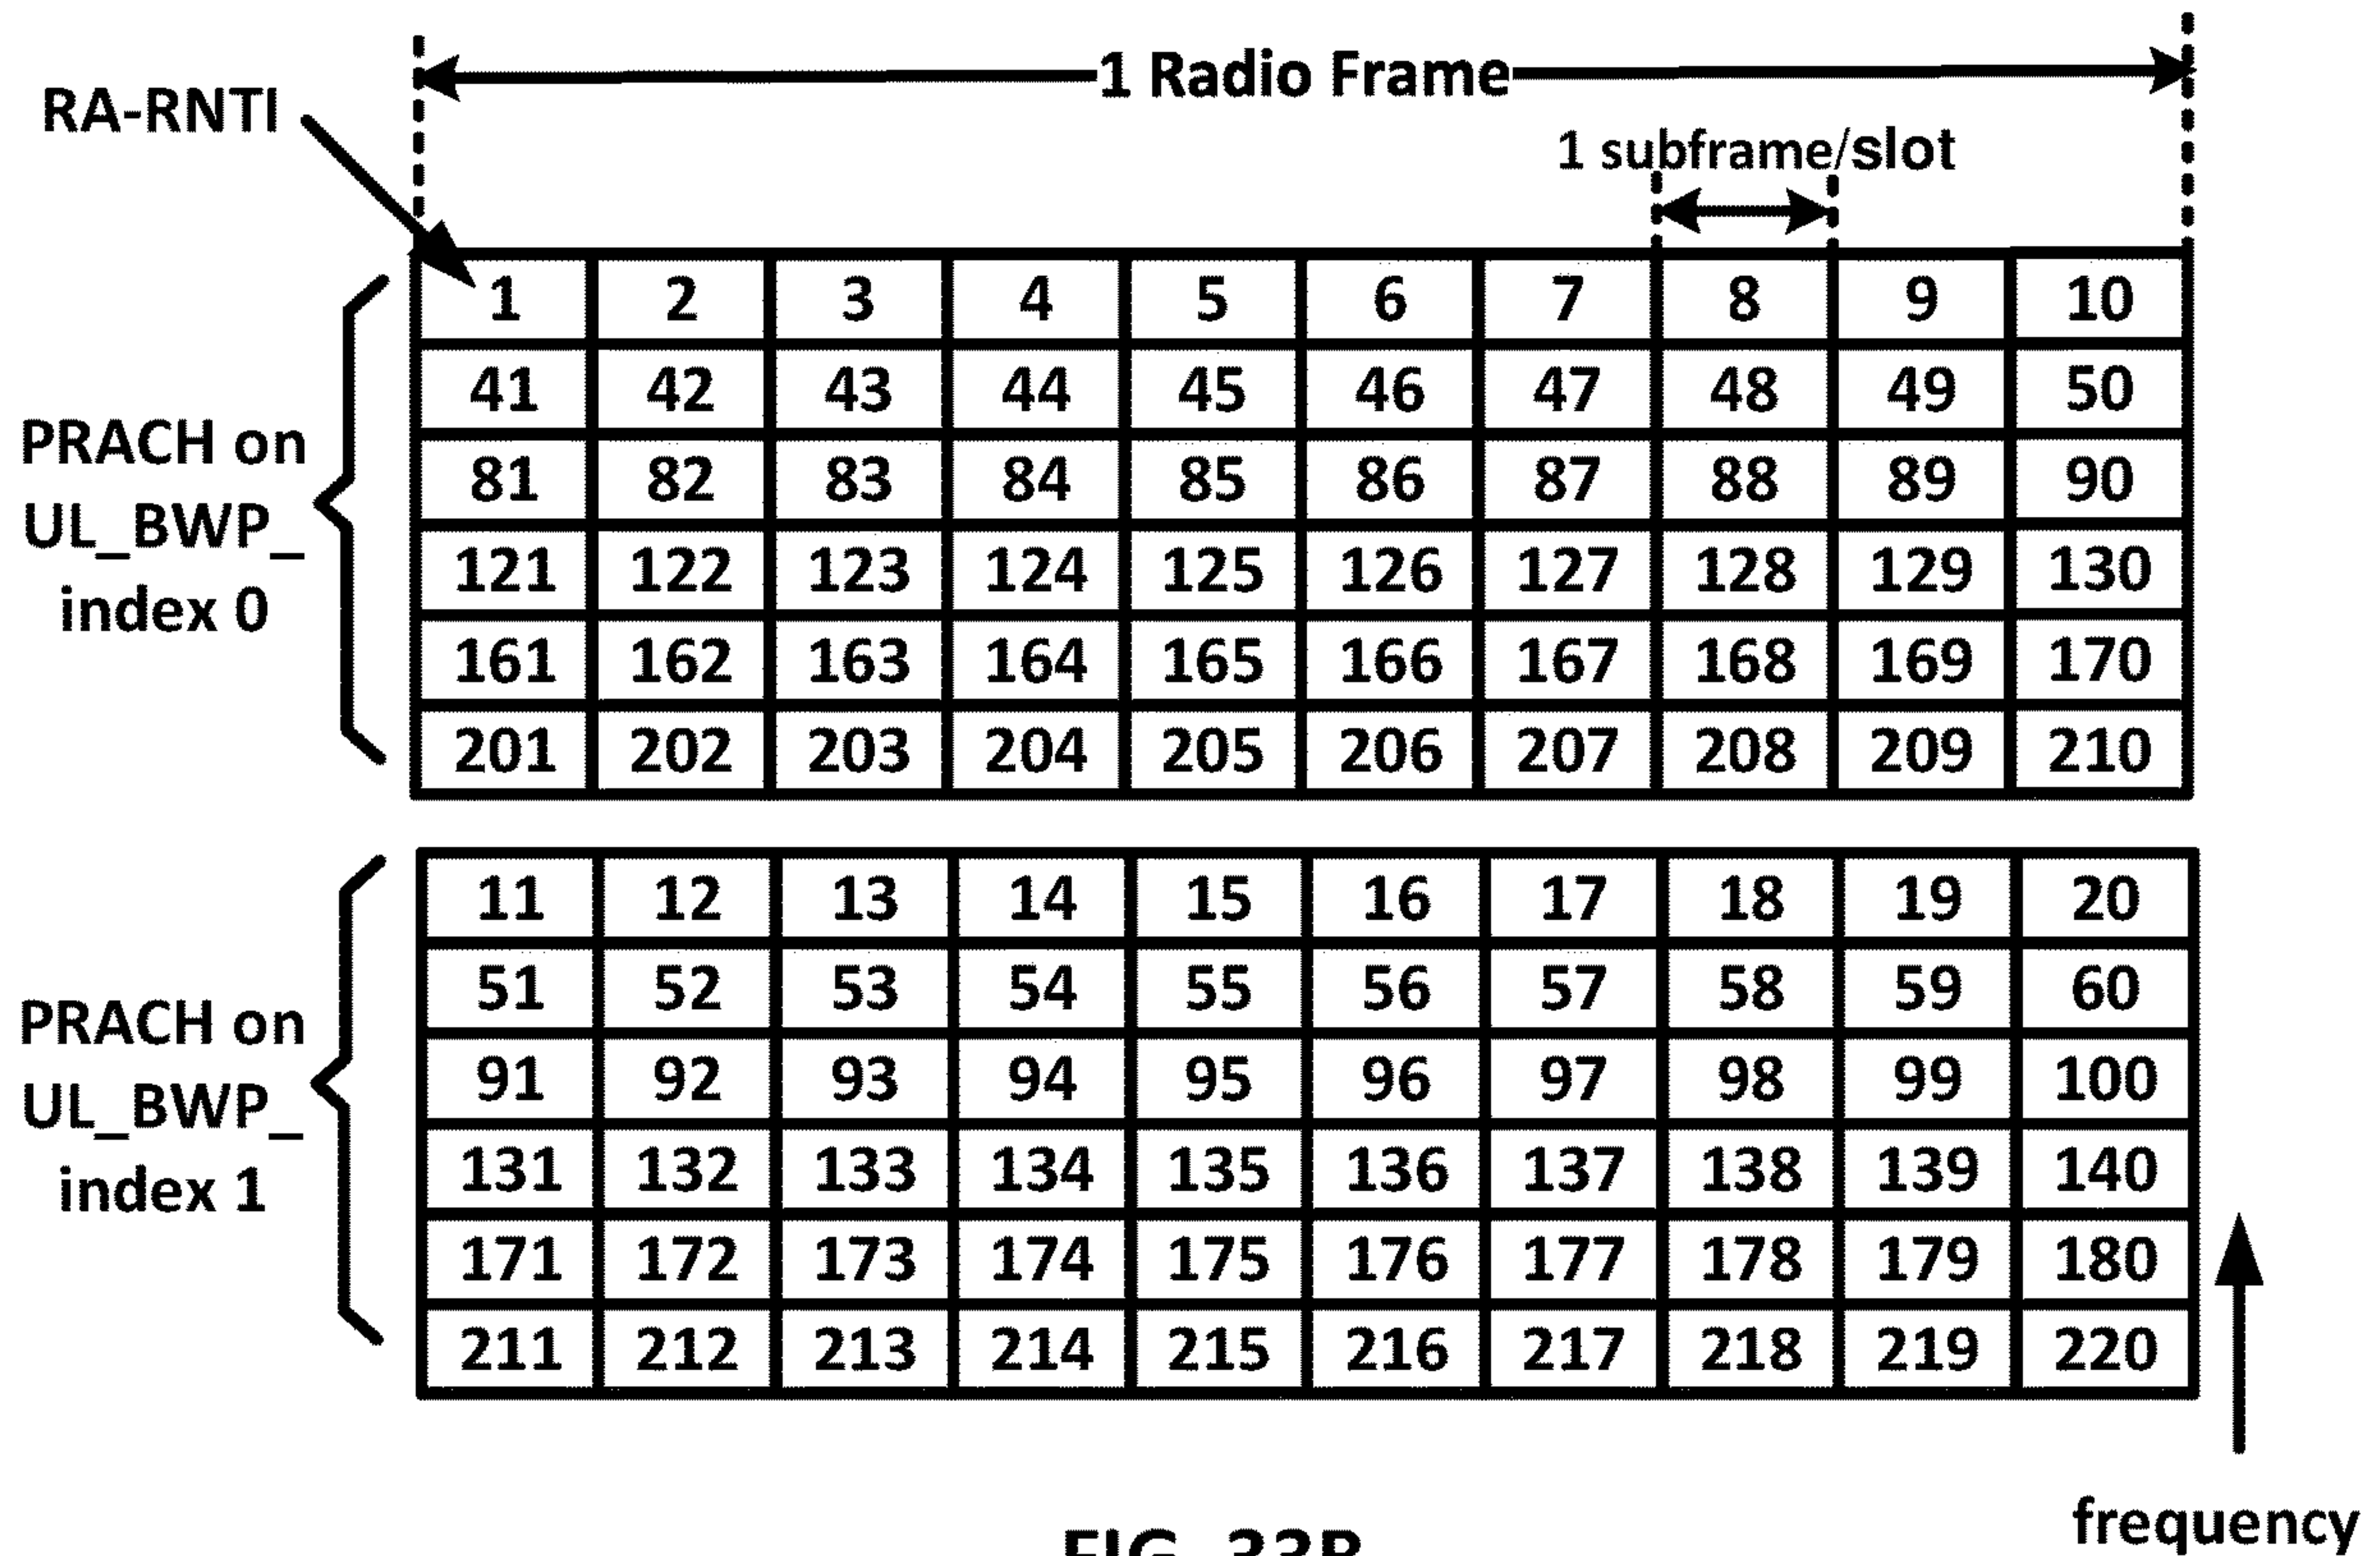 1 Radio Frame
RA-RNTI
1 subframe/slot
1 2 3 4 5 6 7 8 9 10
41 42 43 44 45 46 47 48 49 50
81 82 83 84 85 86 87 88 89 90
121 122 123 124 125 126 127 128 129 130
161 162 163 164 165 166 167 168 169 170
201 202 203 204 205 206 207 208 209 210
PRACH on
UL_BWP_
index 0
11 12 13 14 15 16 17 18 19 20
51 52 53 54 55 56 57 58 59 60
91 92 93 94 95 96 97 98 99 100
131 132 133 134 135 136 137 138 139 140
171 172 173 174 175 176 177 178 179 180
211 212 213 214 215 216 217 218 219 220
PRACH on
UL_BWP_
index 1
frequency
FIG. 33B